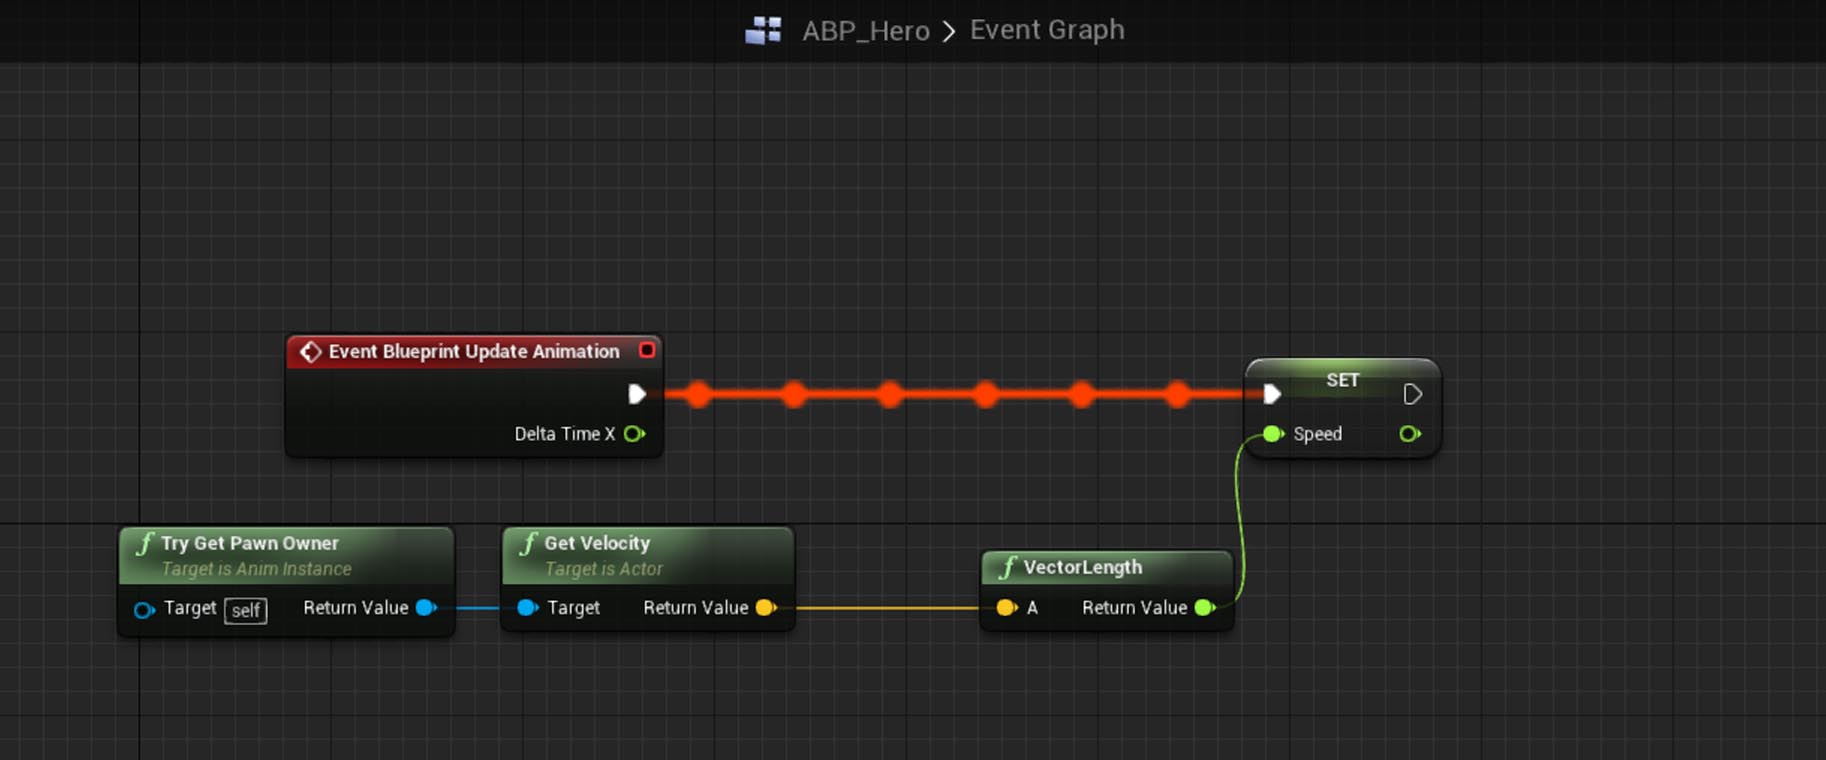 ABP_Hero > Event Graph
Event Blueprint Update Animation
Delta Time X
SET
Speed
Try Get Pawn Owner
Target is Anim Instance
Target self Return Value
Get Velocity
Target is Actor
Target Return Value
VectorLength
A Return Value